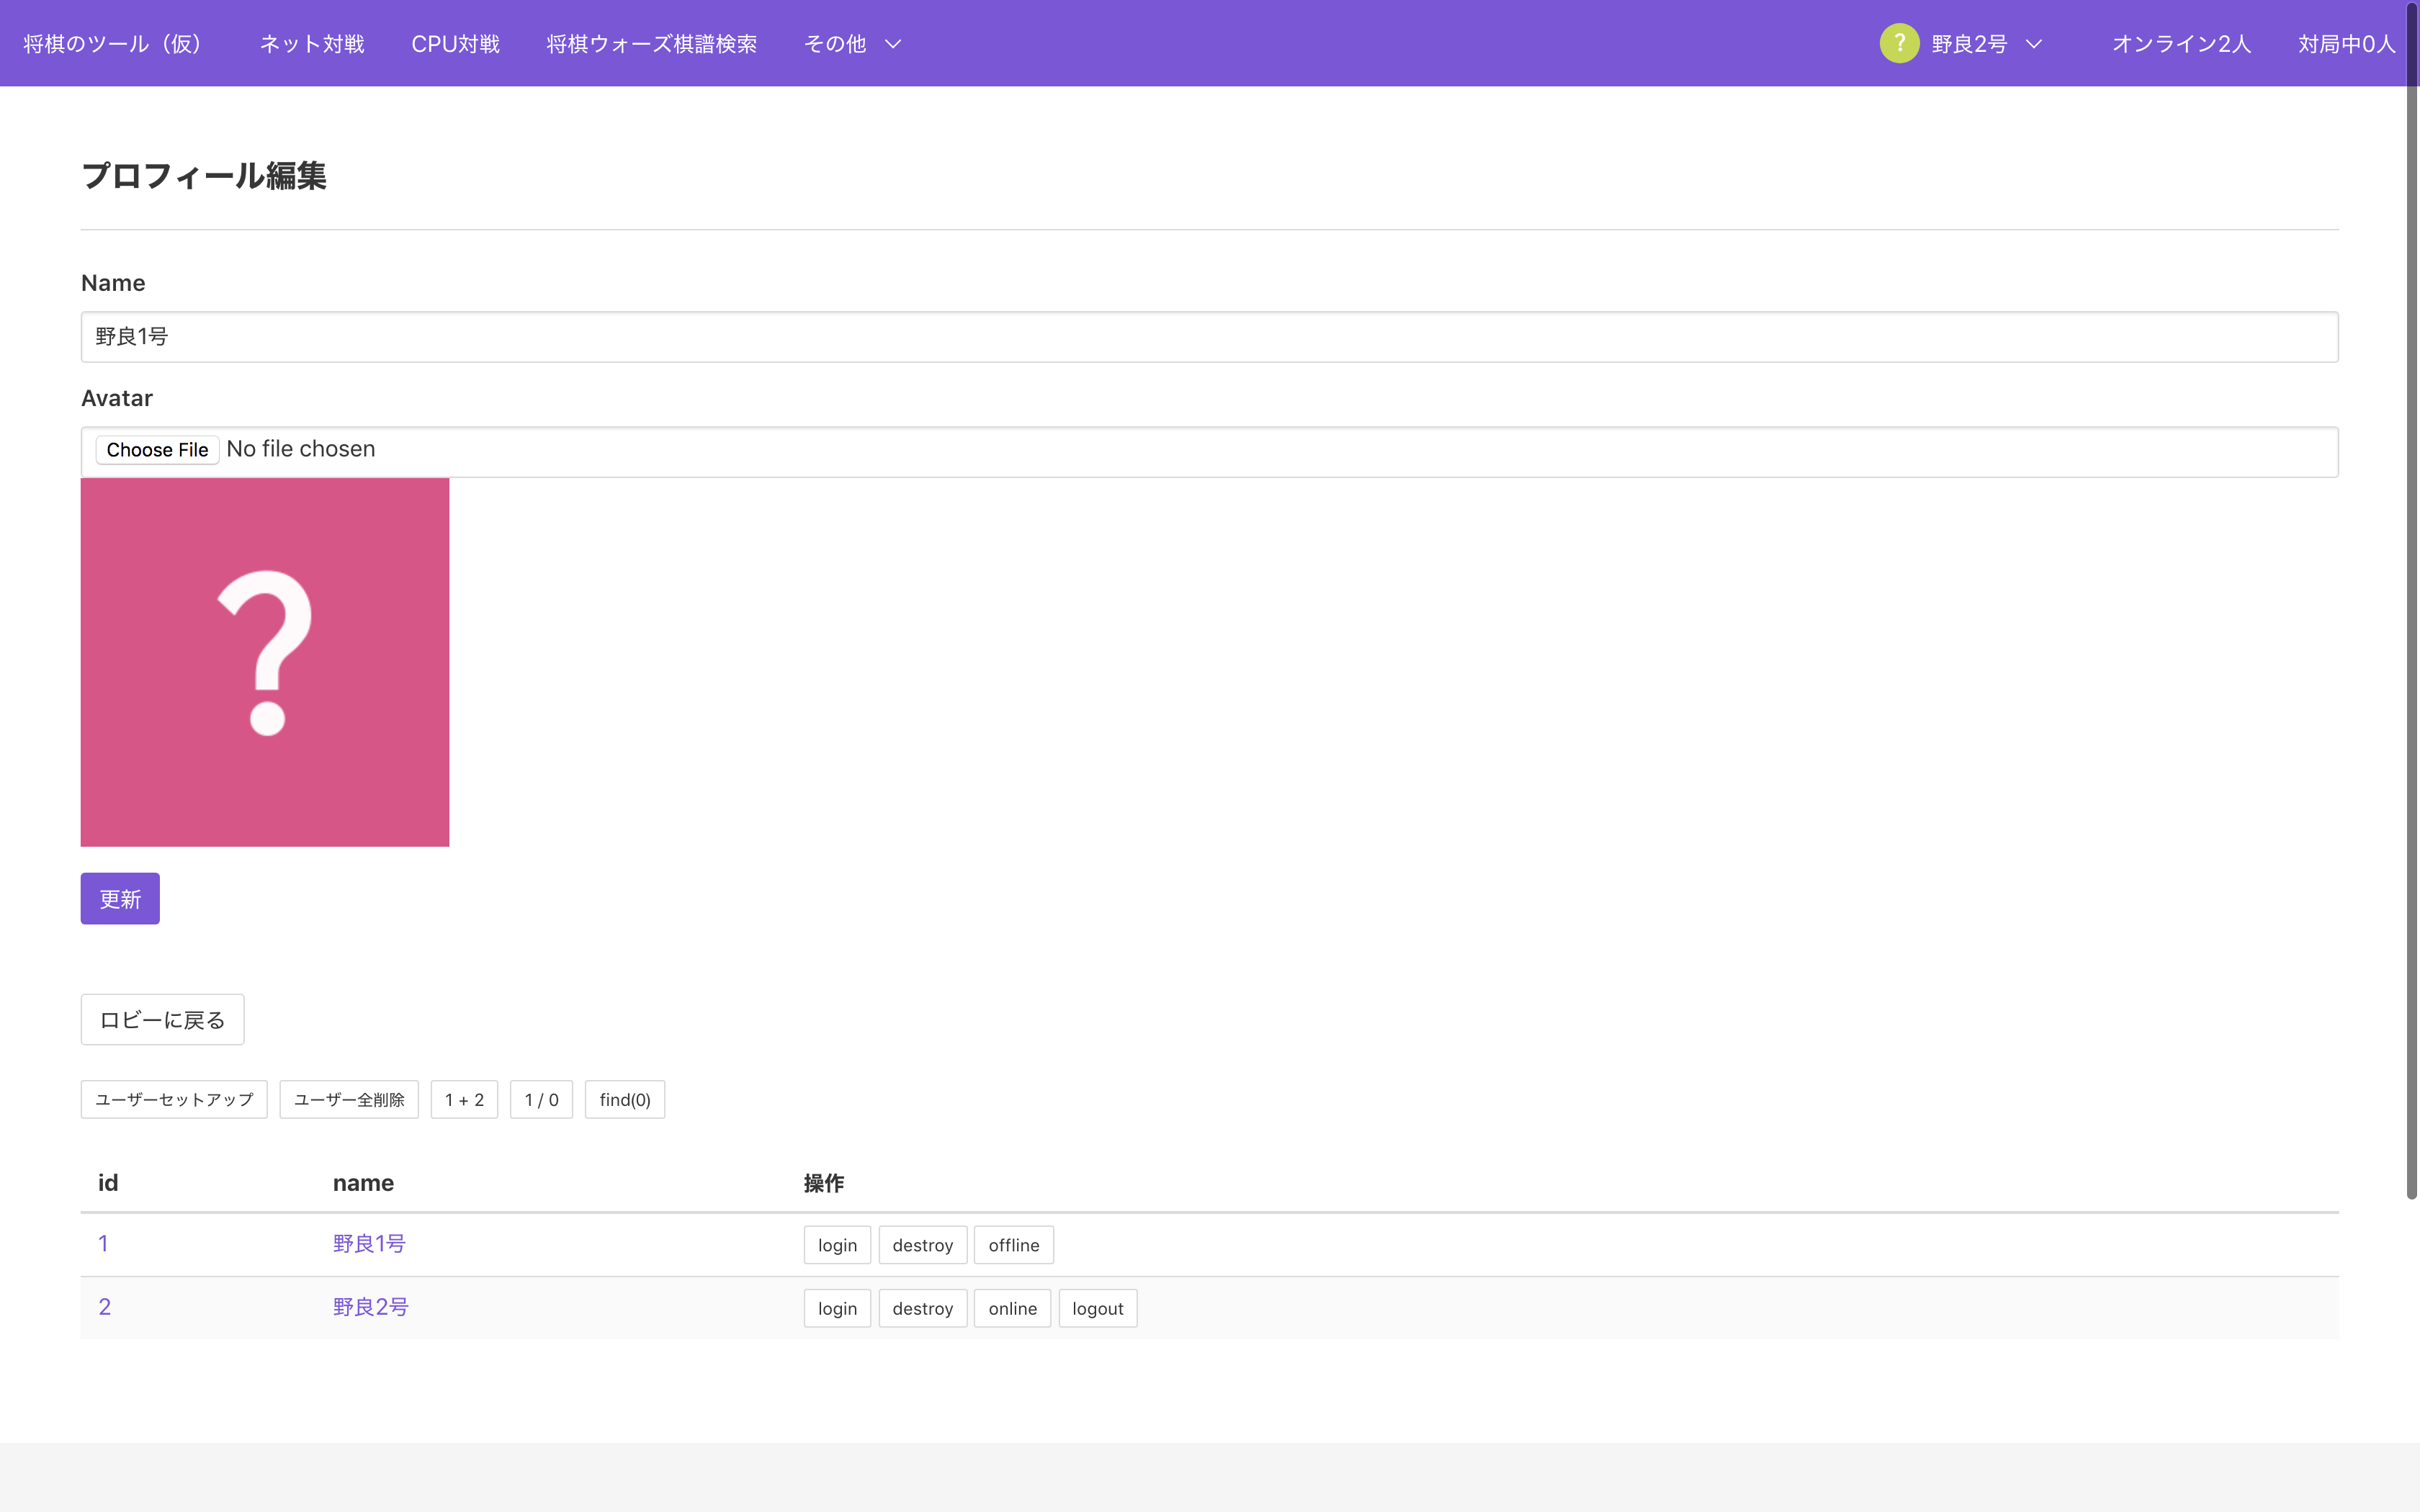 将棋のツール（仮） ネット対戦 CPU対戦 将棋ウォーズ棋譜検索 その他 ? 野良2号 オンライン2人 対局中0人
プロフィール編集
Name
野良1号
Avatar
Choose File No file chosen
?
更新
ロビーに戻る
ユーザーセットアップ ユーザー全削除 1 + 2 1 / 0 find(0)
id name 操作
1 野良1号 login destroy offline
2 野良2号 login destroy online logout